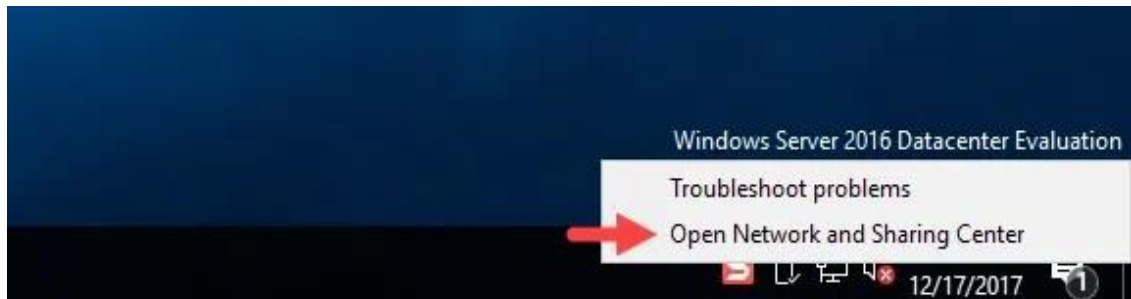 Windows Server 2016 Datacenter Evaluation
Troubleshoot problems
Open Network and Sharing Center
12/17/2017
1